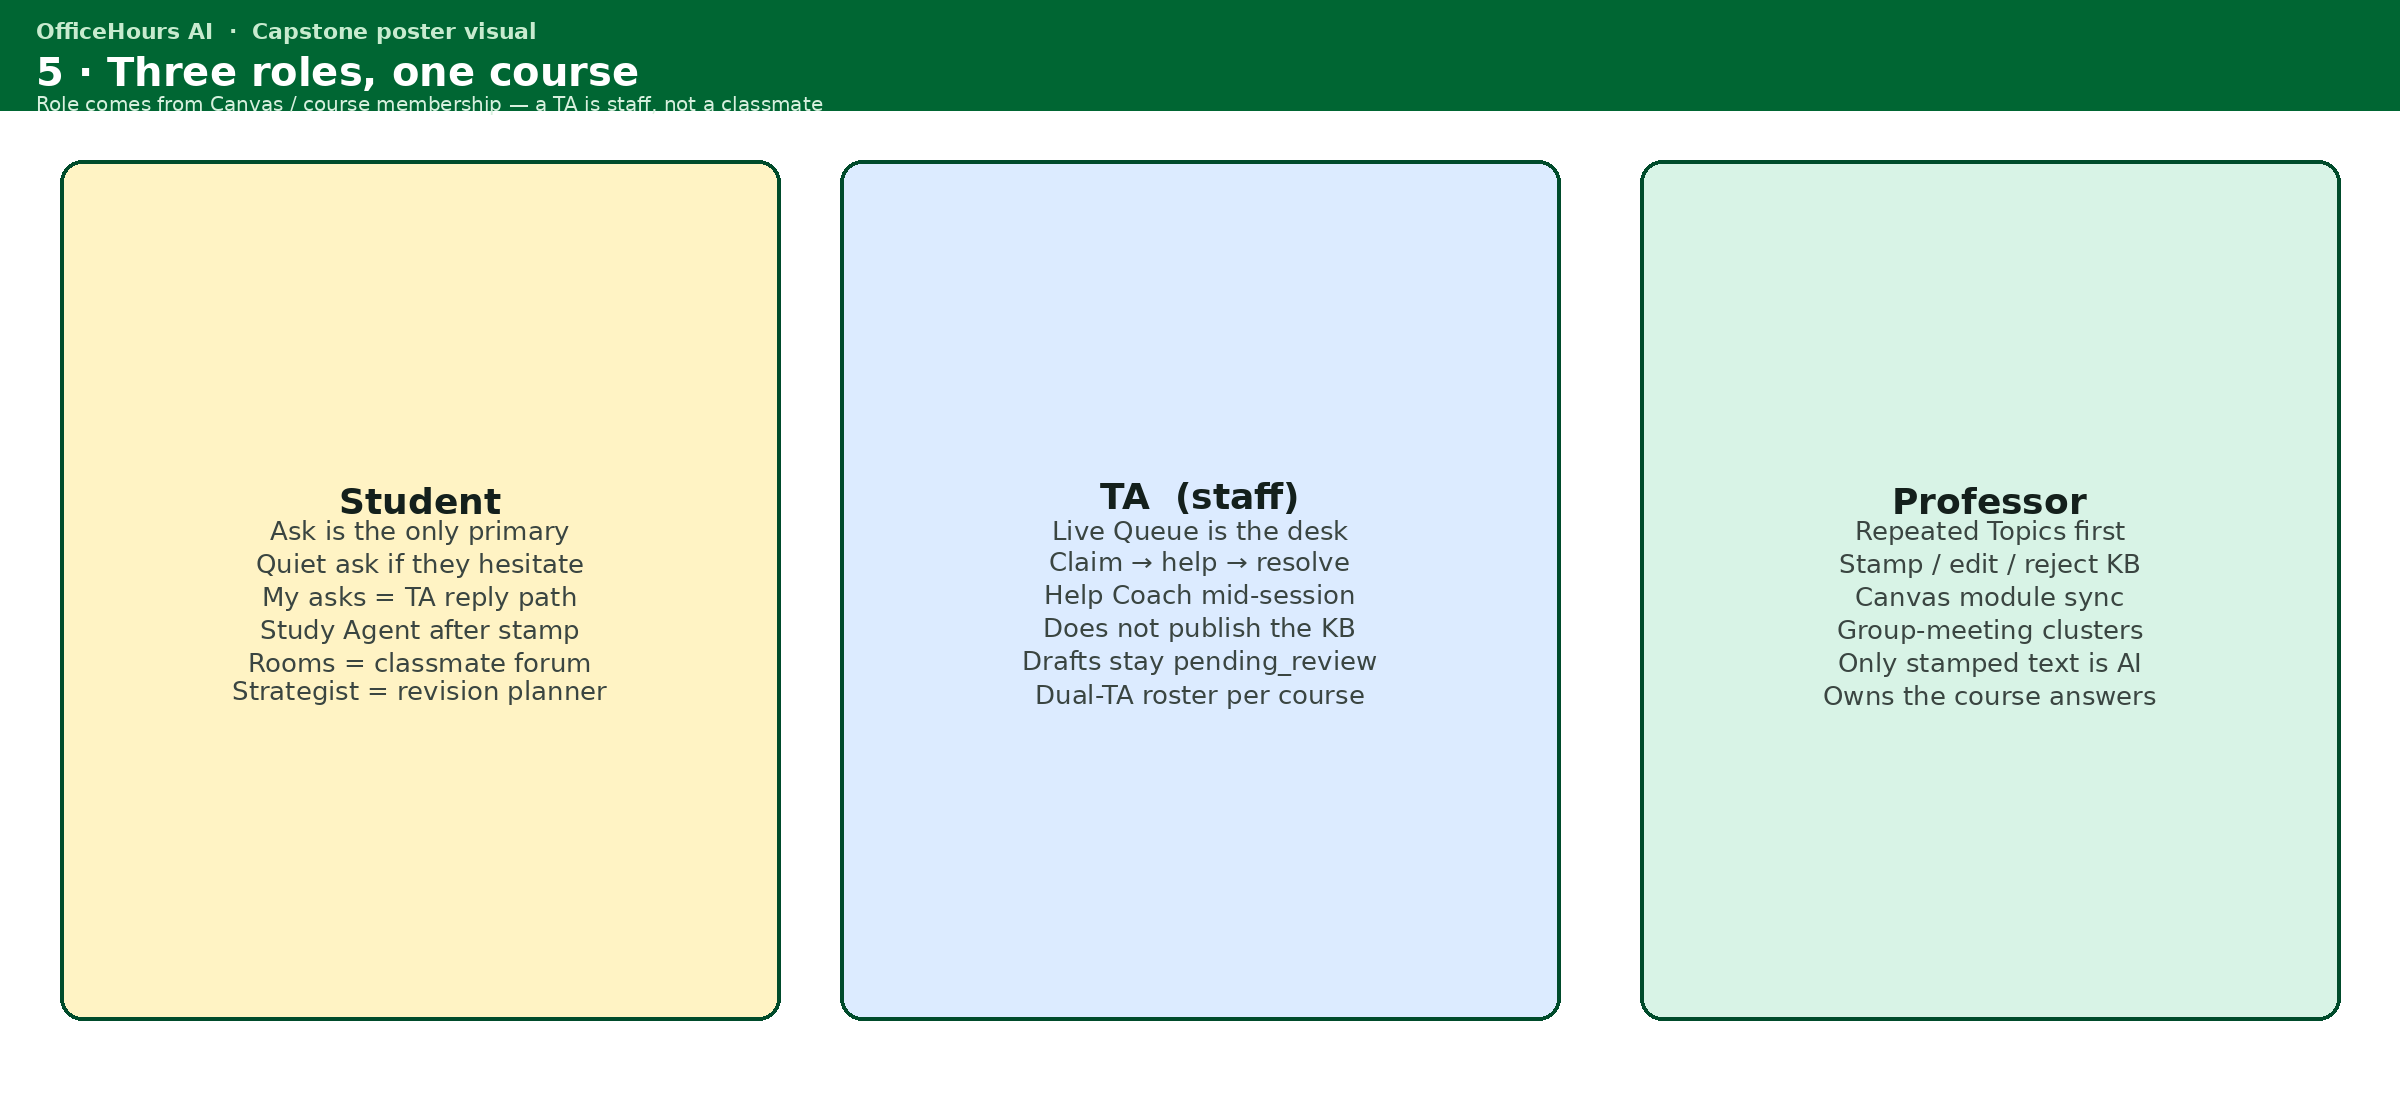 OfficeHours AI · Capstone poster visual
5 · Three roles, one course
Role comes from Canvas / course membership — a TA is staff, not a classmate
Student
Ask is the only primary
Quiet ask if they hesitate
My asks = TA reply path
Study Agent after stamp
Rooms = classmate forum
Strategist = revision planner
TA (staff)
Live Queue is the desk
Claim → help → resolve
Help Coach mid-session
Does not publish the KB
Drafts stay pending_review
Dual-TA roster per course
Professor
Repeated Topics first
Stamp / edit / reject KB
Canvas module sync
Group-meeting clusters
Only stamped text is AI
Owns the course answers